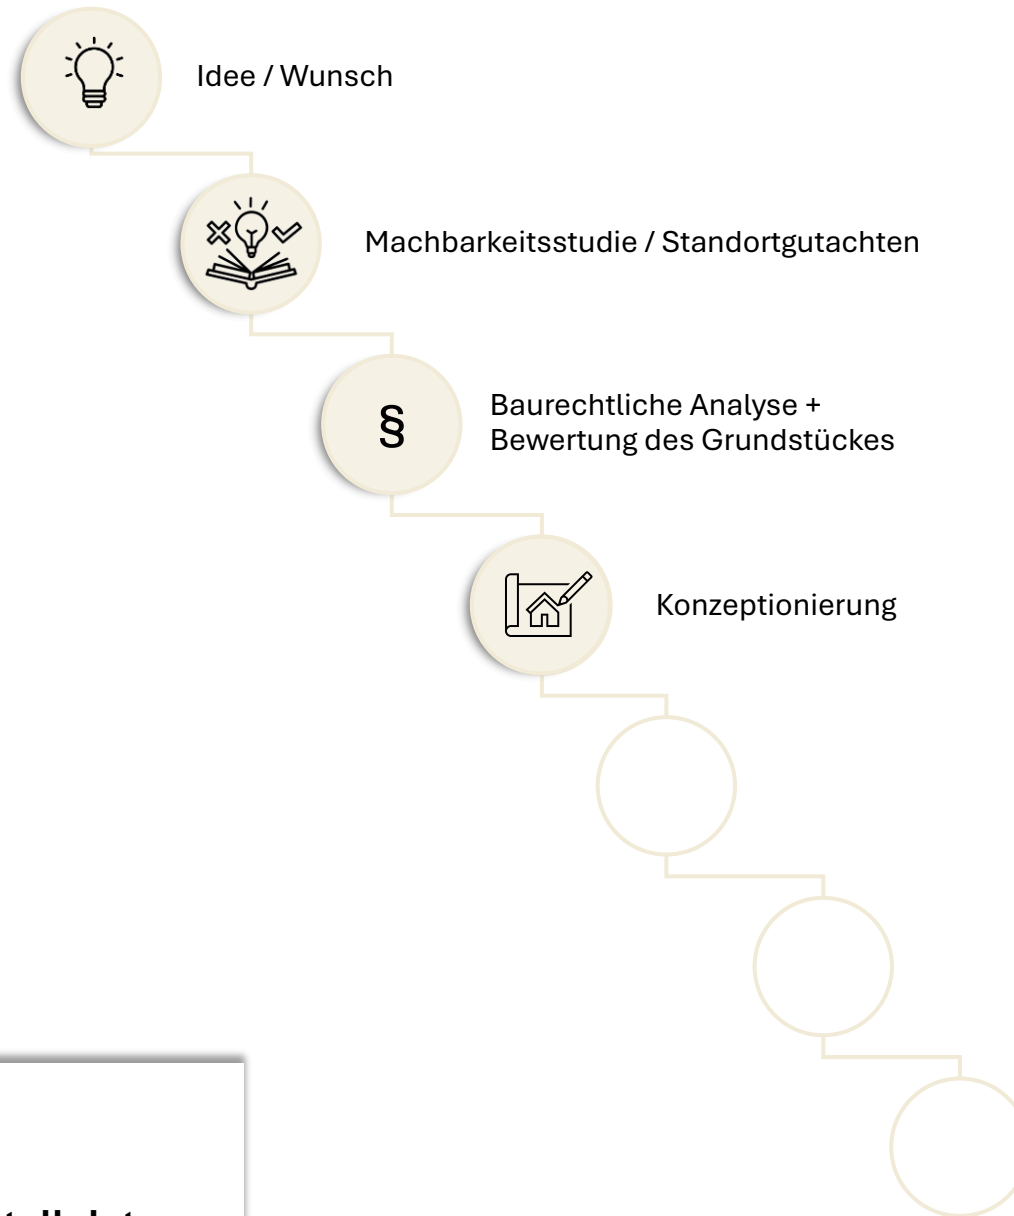 Idee / Wunsch
Machbarkeitsstudie / Standortgutachten
§
Baurechtliche Analyse +
Bewertung des Grundstückes
Konzeptionierung